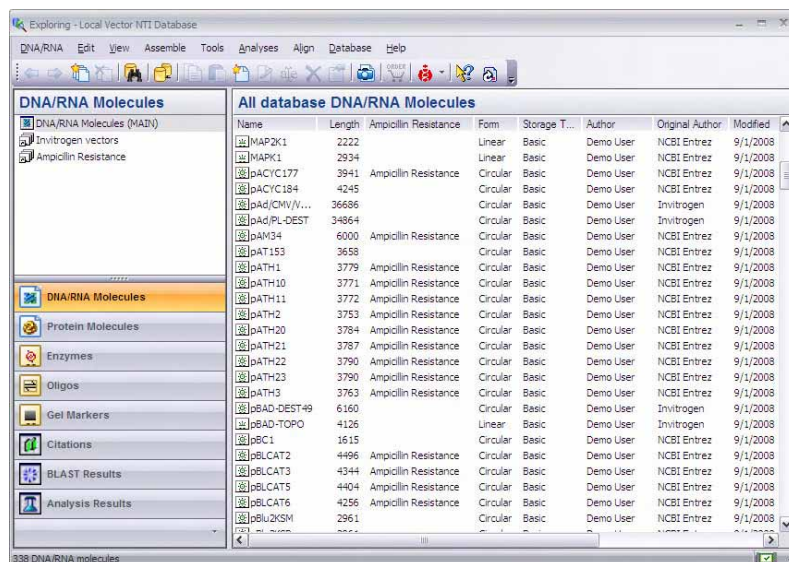 Exploring - Local Vector NTI Database
DNA/RNA Edit View Assemble Tools Analyses Align Database Help
ORDER
DNA/RNA Molecules
DNA/RNA Molecules (MAIN)
Invitrogen vectors
Ampicillin Resistance
DNA/RNA Molecules
Protein Molecules
Enzymes
Oligos
Gel Markers
Citations
BLAST Results
Analysis Results
All database DNA/RNA Molecules
Name Length Ampicillin Resistance Form Storage T... Author Original Author Modified
MAP2K1 2222 Linear Basic Demo User NCBI Entrez 9/1/2008
MAPK1 2934 Linear Basic Demo User NCBI Entrez 9/1/2008
pACYC177 3941 Ampicillin Resistance Circular Basic Demo User NCBI Entrez 9/1/2008
pACYC184 4245 Circular Basic Demo User NCBI Entrez 9/1/2008
pAd/CMV/V... 36686 Circular Basic Demo User Invitrogen 9/1/2008
pAd/PL-DEST 34864 Circular Basic Demo User Invitrogen 9/1/2008
pAM34 6000 Ampicillin Resistance Circular Basic Demo User NCBI Entrez 9/1/2008
pAT153 3658 Circular Basic Demo User NCBI Entrez 9/1/2008
pATH1 3779 Ampicillin Resistance Circular Basic Demo User NCBI Entrez 9/1/2008
pATH10 3771 Ampicillin Resistance Circular Basic Demo User NCBI Entrez 9/1/2008
pATH11 3772 Ampicillin Resistance Circular Basic Demo User NCBI Entrez 9/1/2008
pATH2 3753 Ampicillin Resistance Circular Basic Demo User NCBI Entrez 9/1/2008
pATH20 3784 Ampicillin Resistance Circular Basic Demo User NCBI Entrez 9/1/2008
pATH21 3787 Ampicillin Resistance Circular Basic Demo User NCBI Entrez 9/1/2008
pATH22 3790 Ampicillin Resistance Circular Basic Demo User NCBI Entrez 9/1/2008
pATH23 3790 Ampicillin Resistance Circular Basic Demo User NCBI Entrez 9/1/2008
pATH3 3763 Ampicillin Resistance Circular Basic Demo User NCBI Entrez 9/1/2008
pBAD-DEST49 6160 Circular Basic Demo User Invitrogen 9/1/2008
pBAD-TOPO 4126 Linear Basic Demo User Invitrogen 9/1/2008
pBC1 1615 Circular Basic Demo User NCBI Entrez 9/1/2008
pBLCAT2 4496 Ampicillin Resistance Circular Basic Demo User NCBI Entrez 9/1/2008
pBLCAT3 4344 Ampicillin Resistance Circular Basic Demo User NCBI Entrez 9/1/2008
pBLCAT5 4404 Ampicillin Resistance Circular Basic Demo User NCBI Entrez 9/1/2008
pBLCAT6 4256 Ampicillin Resistance Circular Basic Demo User NCBI Entrez 9/1/2008
pBlu2KSM 2961 Circular Basic Demo User NCBI Entrez 9/1/2008
338 DNA/RNA molecules